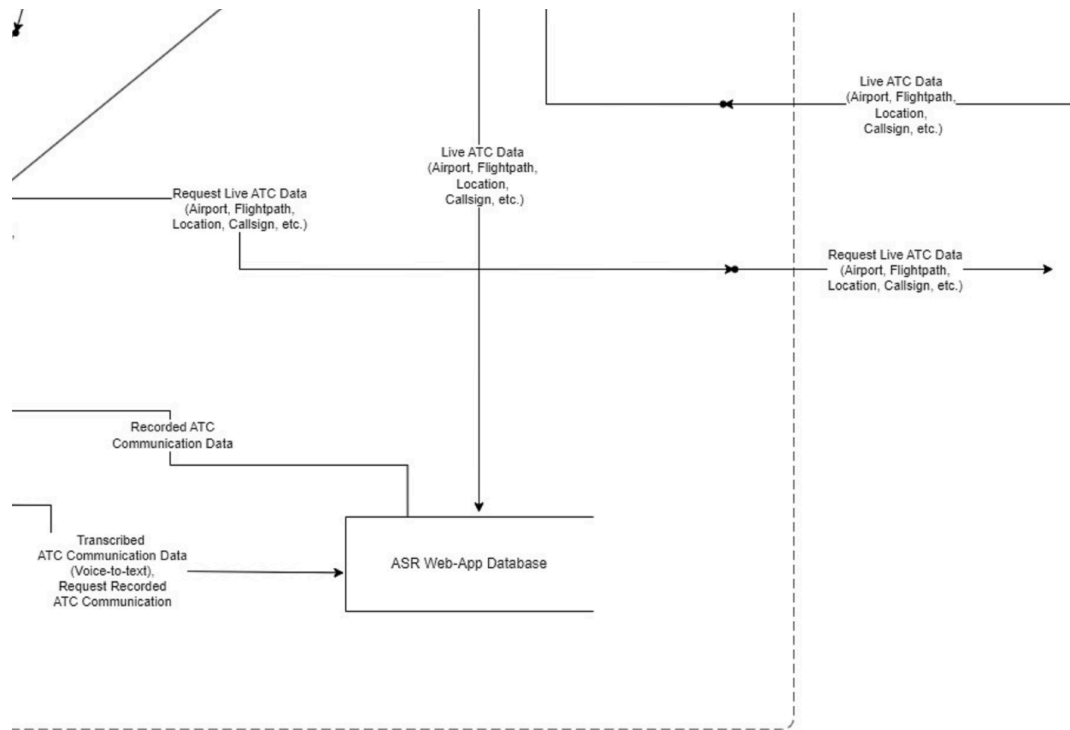 Live ATC Data
(Airport, Flightpath,
Location,
Callsign, etc.)
Live ATC Data
(Airport, Flightpath,
Location,
Callsign, etc.)
Request Live ATC Data
(Airport, Flightpath,
Location, Callsign, etc.)
Request Live ATC Data
(Airport, Flightpath,
Location, Callsign, etc.)
Recorded ATC
Communication Data
Transcribed
ATC Communication Data
(Voice-to-text),
Request Recorded
ATC Communication
ASR Web-App Database